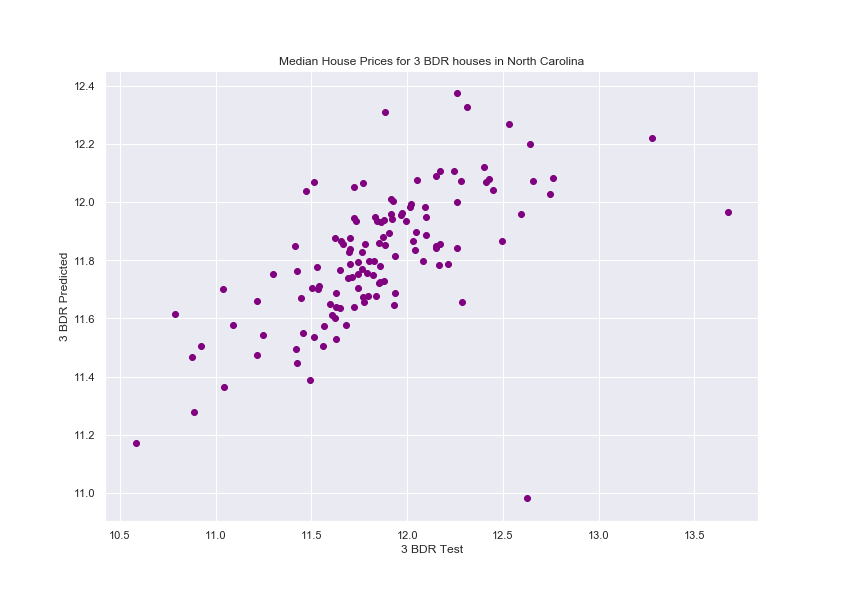 Median House Prices for 3 BDR houses in North Carolina
12.4
12.2
12.0
11.8
11.6
11.4
11.2
11.0
3 BDR Predicted
10.5 11.0 11.5 12.0 12.5 13.0 13.5
3 BDR Test